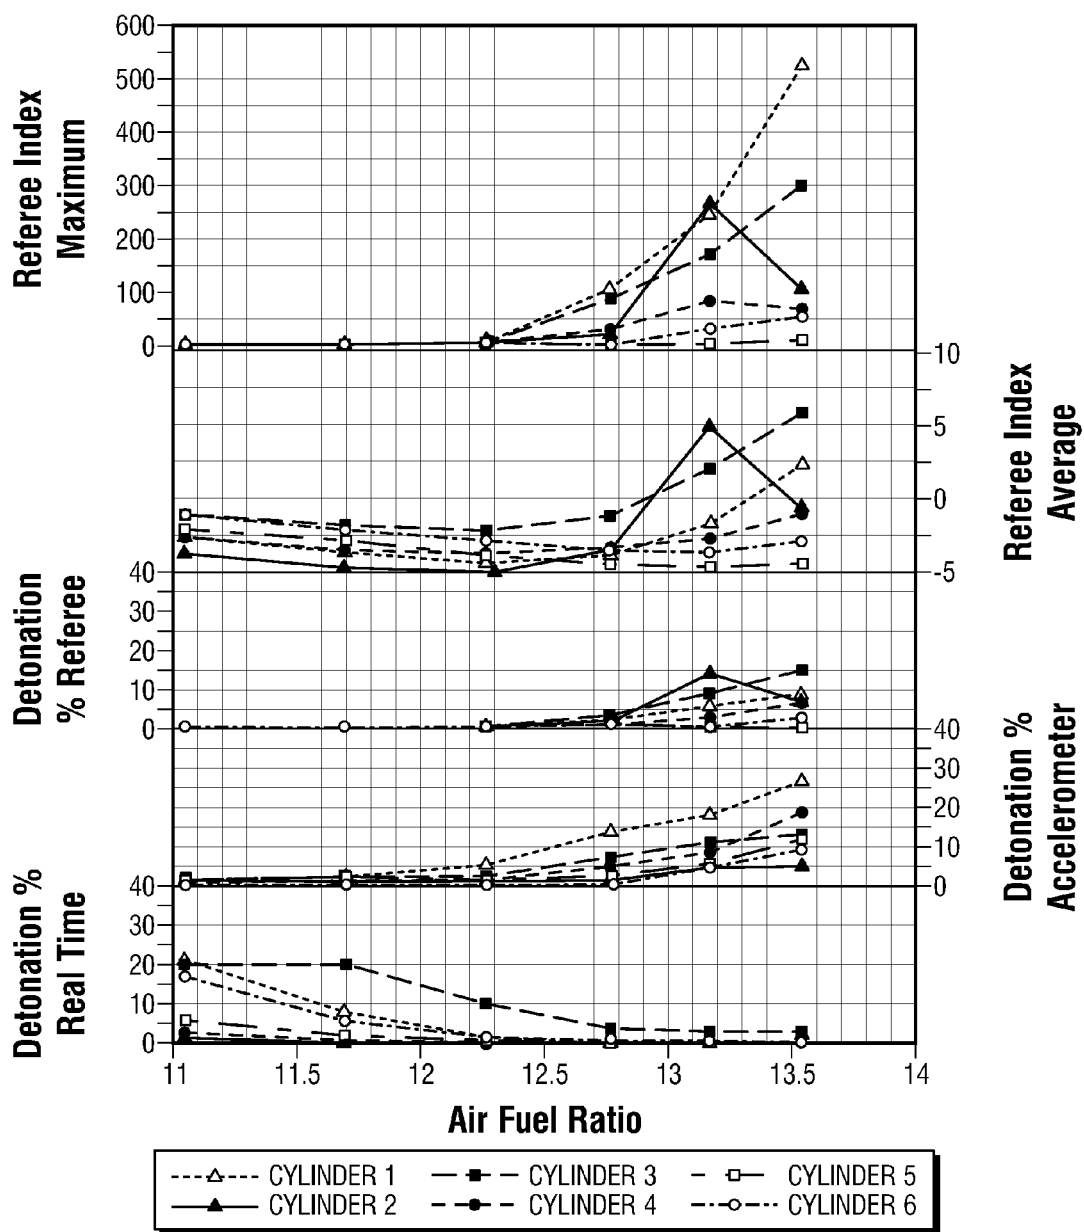 600
500
400
300
200
100
0
Referee Index
Maximum
10
5
0
-5
Referee Index
Average
40
30
20
10
0
Detonation
% Referee
40
30
20
10
0
Detonation %
Accelerometer
40
30
20
10
0
Detonation %
Real Time
11 11.5 12 12.5 13 13.5 14
Air Fuel Ratio
CYLINDER 1 CYLINDER 3 CYLINDER 5
CYLINDER 2 CYLINDER 4 CYLINDER 6